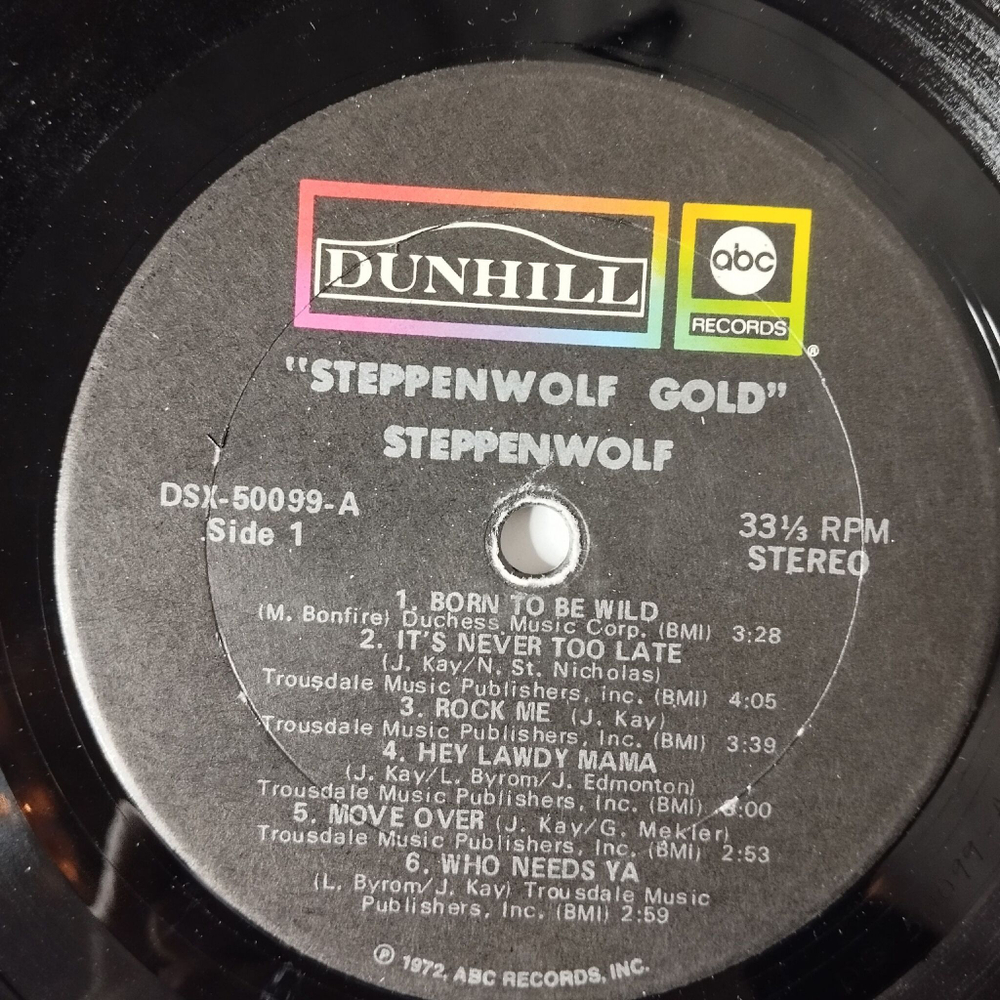 DUNHILL
abc
RECORDS
®
"STEPPENWOLF GOLD"
STEPPENWOLF
DSX-50099-A
Side 1
33⅓ RPM
STEREO
1. BORN TO BE WILD
(M. Bonfire) Duchess Music Corp. (BMI) 3:28
2. IT'S NEVER TOO LATE
(J. Kay/N. St. Nicholas)
Trousdale Music Publishers, Inc. (BMI) 4:05
3. ROCK ME (J. Kay)
Trousdale Music Publishers, Inc. (BMI) 3:39
4. HEY LAWDY MAMA
(J. Kay/L. Byrom/J. Edmonton)
Trousdale Music Publishers, Inc. (BMI)
5. MOVE OVER (J. Kay/G. Mekler)
Trousdale Music Publishers, Inc. (BMI) 2:53
6. WHO NEEDS YA
(L. Byrom/J. Kay) Trousdale Music
Publishers, Inc. (BMI) 2:59
℗ 1972, ABC RECORDS, INC.